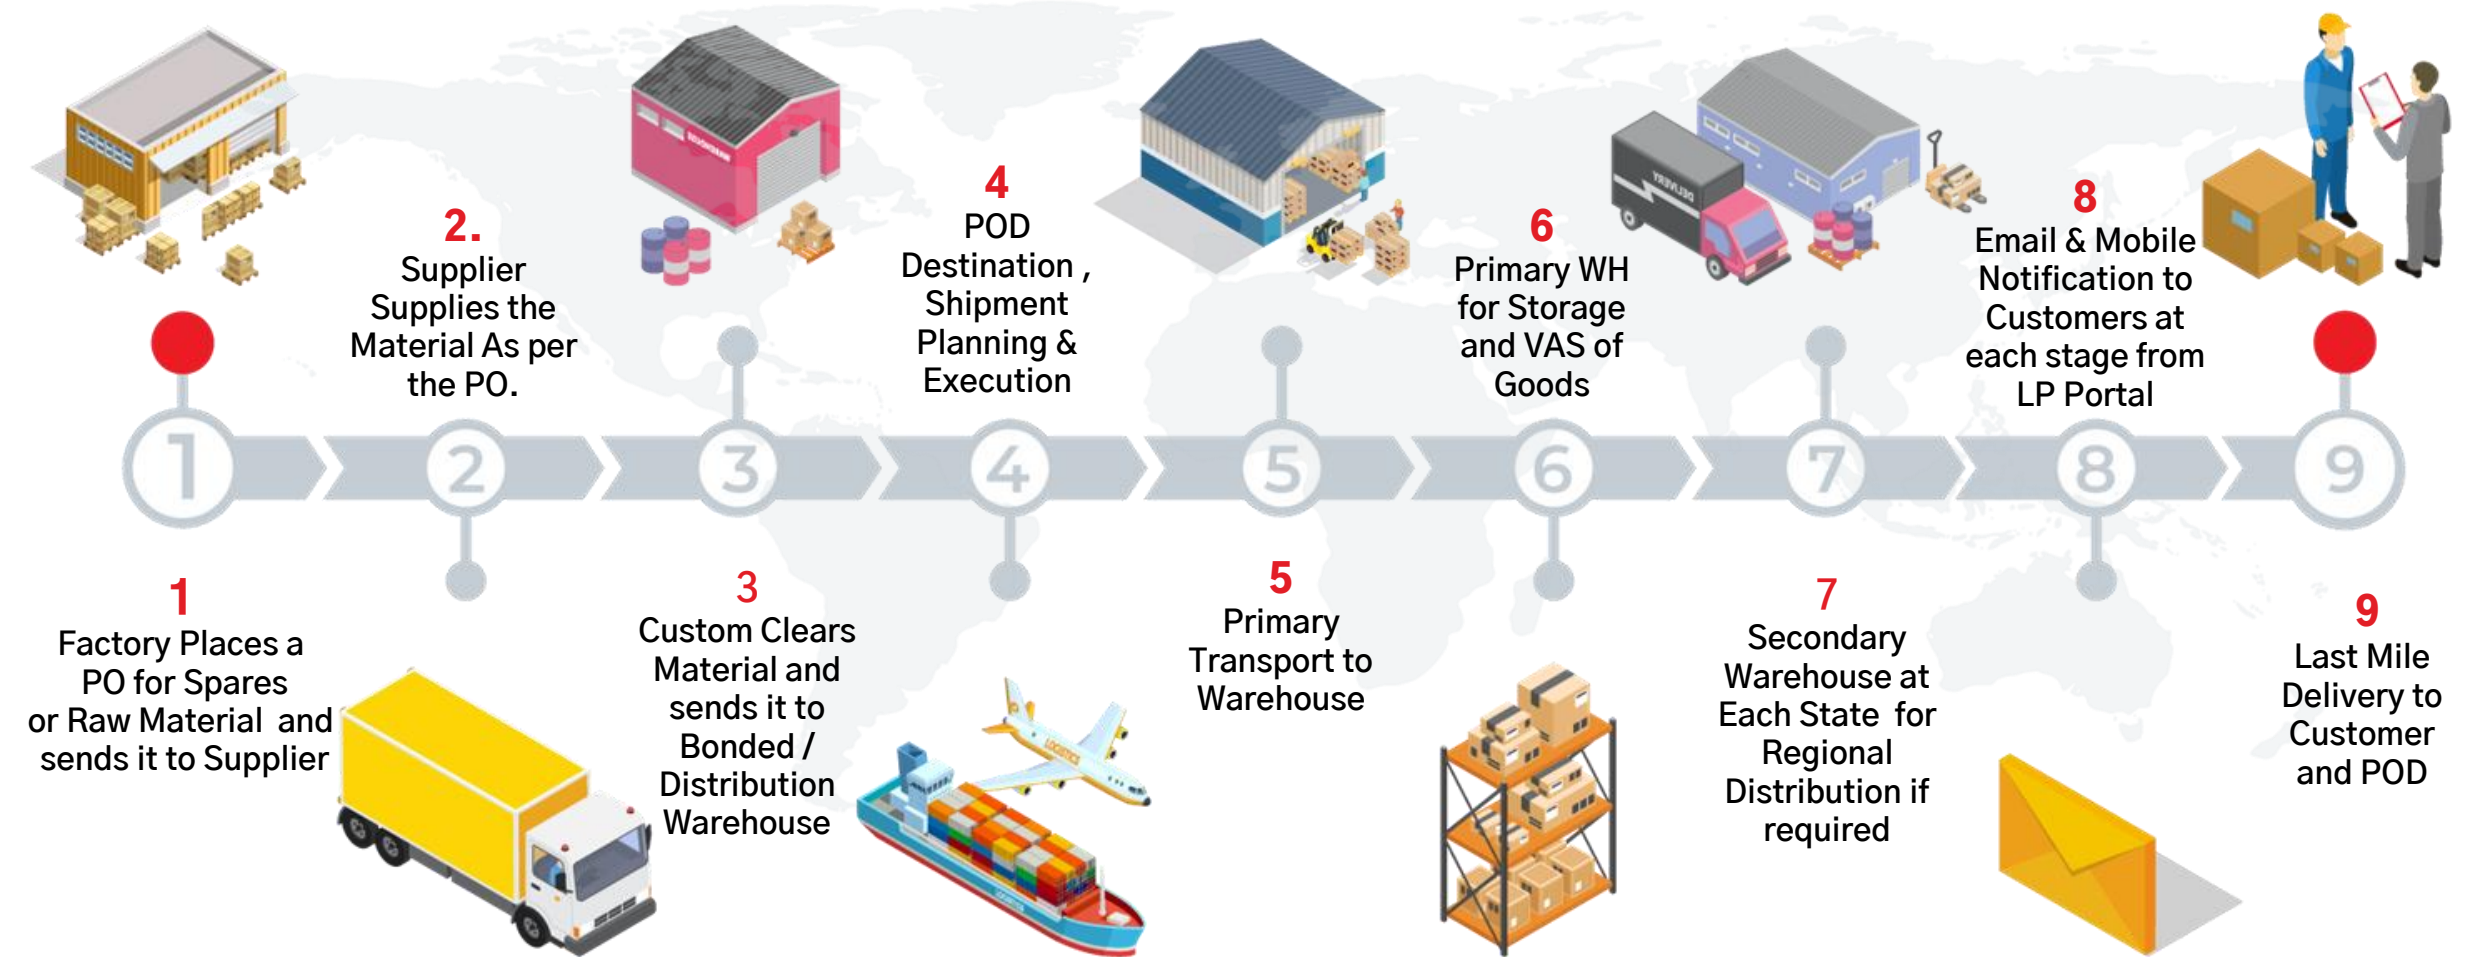 1
Factory Places a
PO for Spares
or Raw Material and
sends it to Supplier
2.
Supplier
Supplies the
Material As per
the PO.
3
Custom Clears
Material and
sends it to
Bonded /
Distribution
Warehouse
4
POD
Destination ,
Shipment
Planning &
Execution
5
Primary
Transport to
Warehouse
6
Primary WH
for Storage
and VAS of
Goods
7
Secondary
Warehouse at
Each State for
Regional
Distribution if
required
8
Email & Mobile
Notification to
Customers at
each stage from
LP Portal
9
Last Mile
Delivery to
Customer
and POD
1
2
3
4
5
6
7
8
9
WAREHOUSE
DELIVERY
LOGISTICS
LOGISTICS